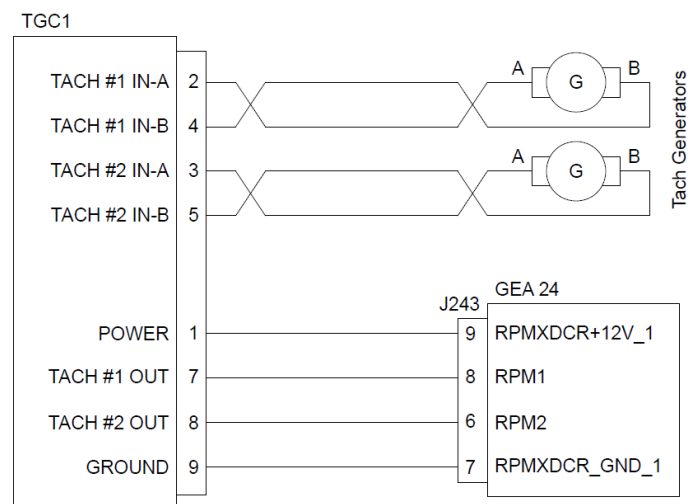 TGC1
TACH #1 IN-A 2
A G B
TACH #1 IN-B 4
TACH #2 IN-A 3
A G B
TACH #2 IN-B 5
Tach Generators
GEA 24
J243
POWER 1 9 RPMXDCR+12V_1
TACH #1 OUT 7 8 RPM1
TACH #2 OUT 8 6 RPM2
GROUND 9 7 RPMXDCR_GND_1